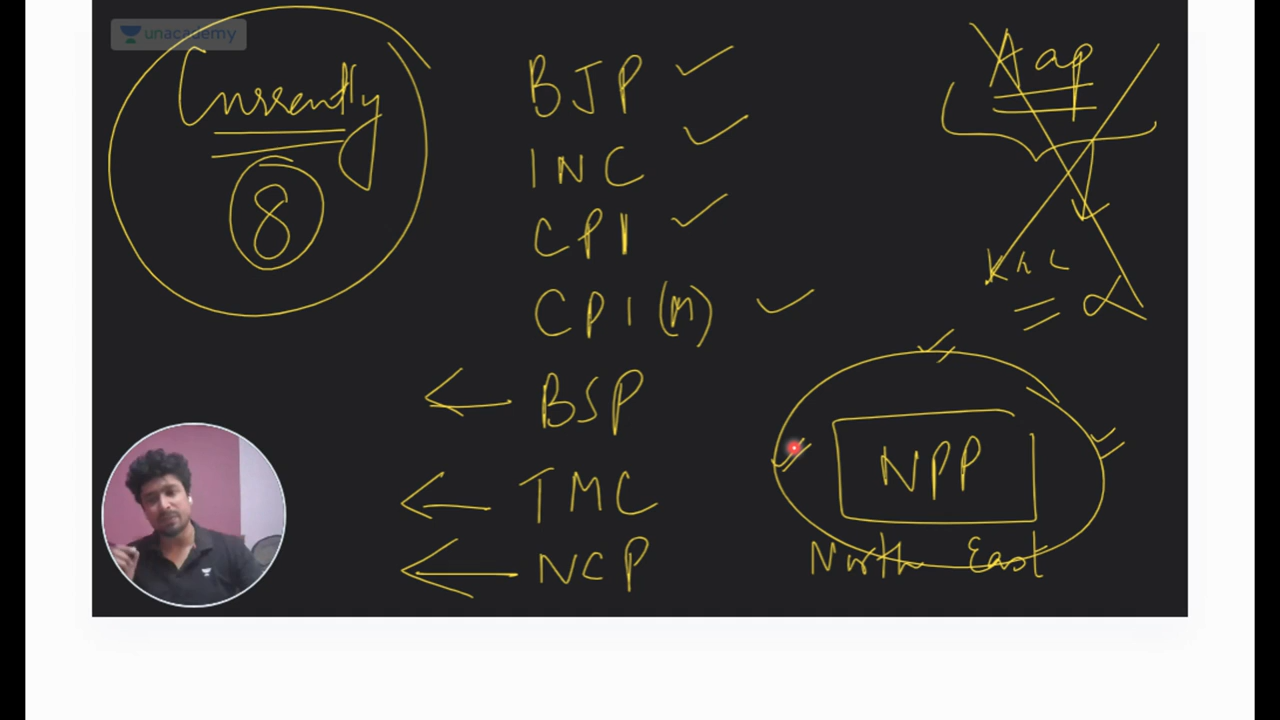 unacademy
Currently
8
BJP
INC
CPI
CPI(M)
BSP
TMC
NCP
Aap
NPP
North East